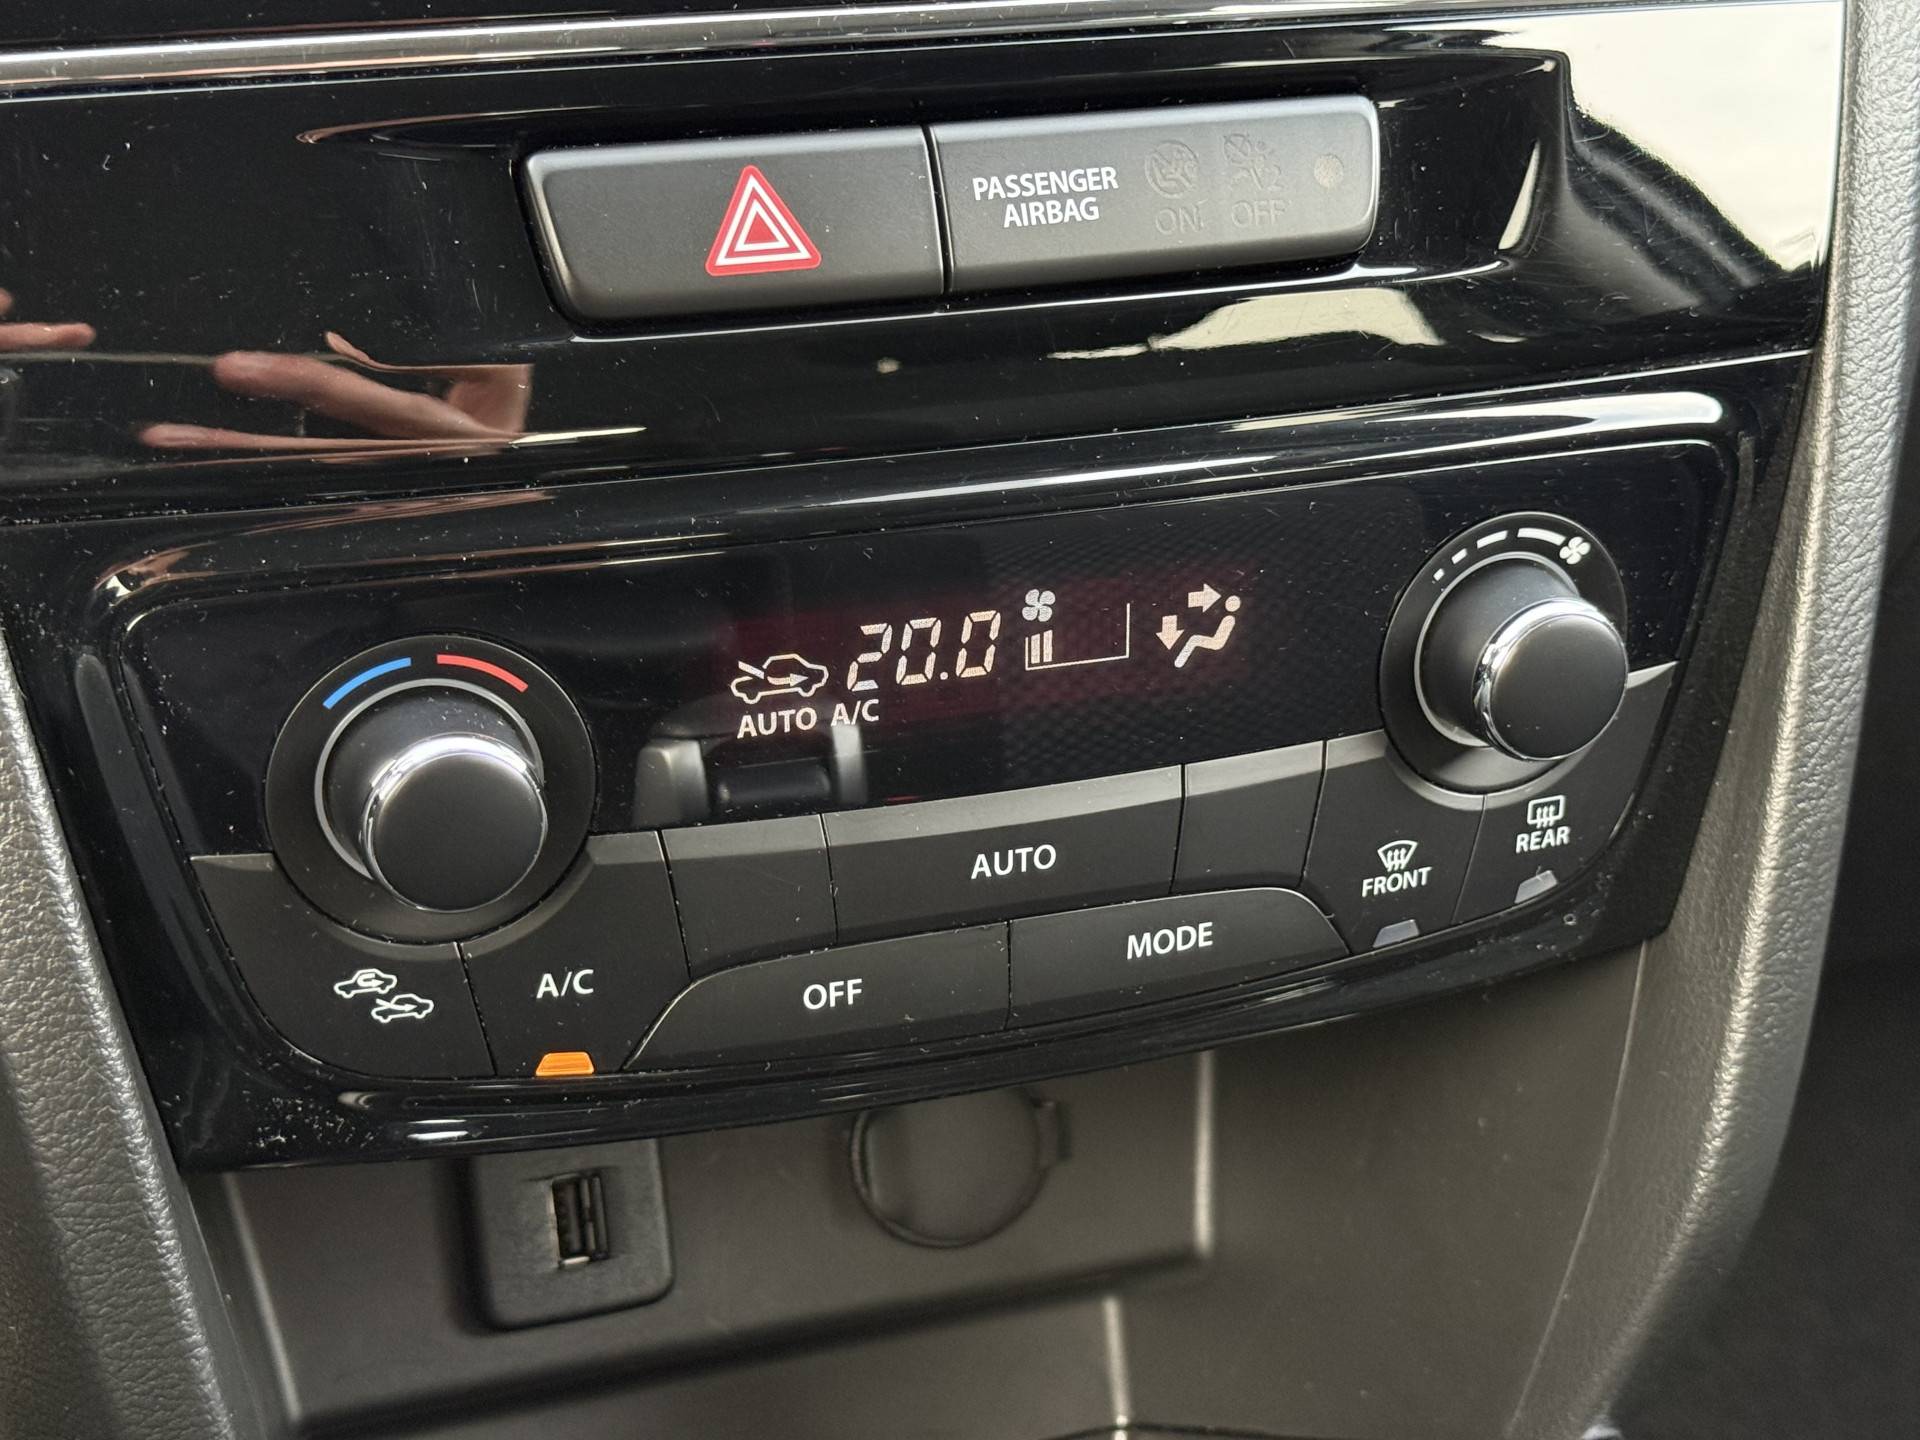 PASSENGER
AIRBAG
ON
OFF
20.0
AUTO A/C
AUTO
REAR
FRONT
MODE
A/C
OFF